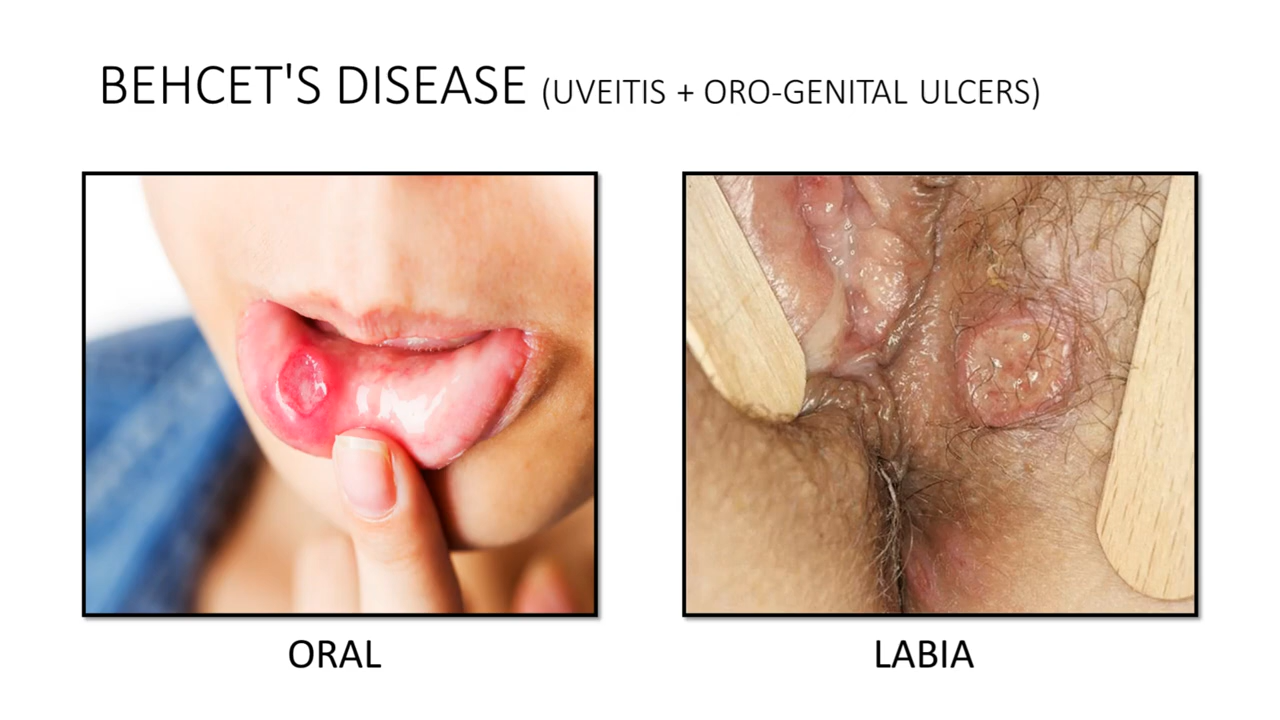 BEHCET'S DISEASE (UVEITIS + ORO-GENITAL ULCERS)
ORAL
LABIA